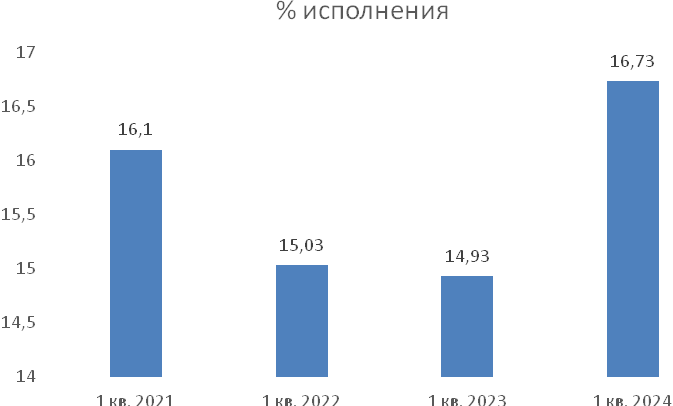 % исполнения
17
16,5
16
15,5
15
14,5
14
16,1
15,03
14,93
16,73
1 кв. 2021
1 кв. 2022
1 кв. 2023
1 кв. 2024